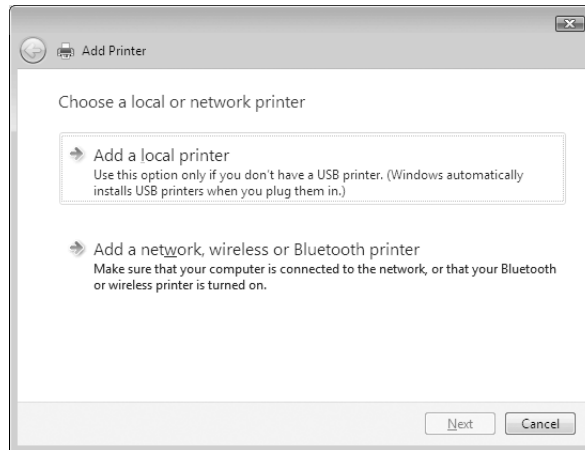 Add Printer
Choose a local or network printer
Add a local printer
Use this option only if you don't have a USB printer. (Windows automatically
installs USB printers when you plug them in.)
Add a network, wireless or Bluetooth printer
Make sure that your computer is connected to the network, or that your Bluetooth
or wireless printer is turned on.
Next
Cancel